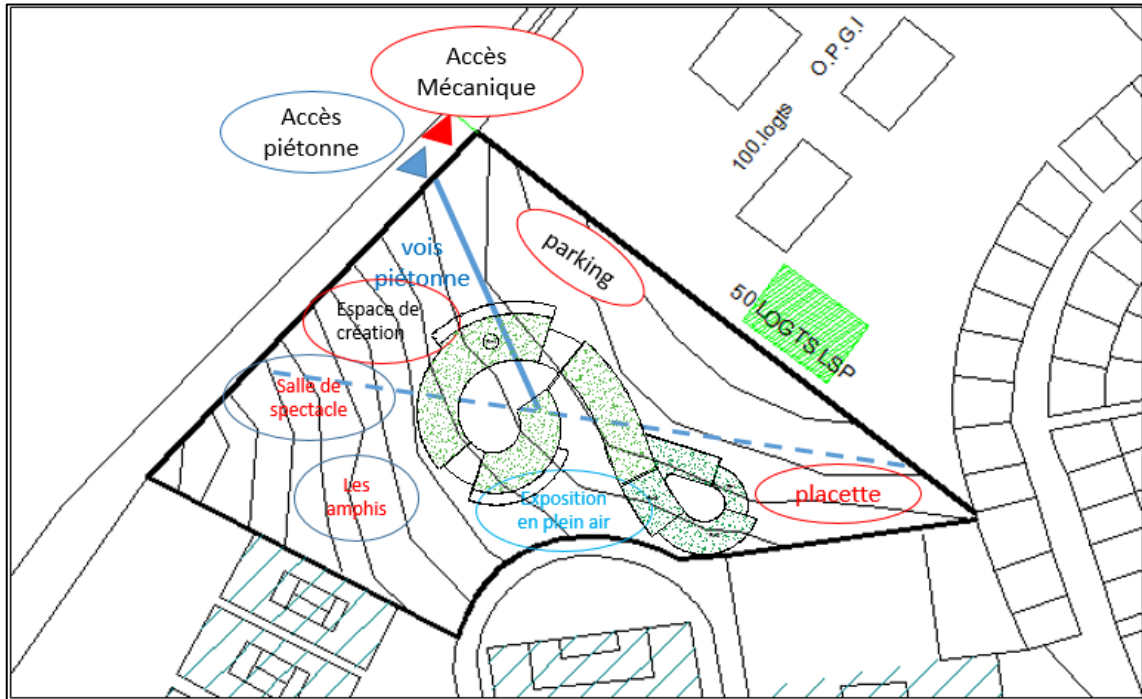 Accès
Mécanique
Accès
piétonne
O.P.G.I
100.logts
parking
vois
piétonne
50 LOGTS LSP
Espace de
création
Salle de
spectacle
Les
amphis
Exposition
en plein air
placette